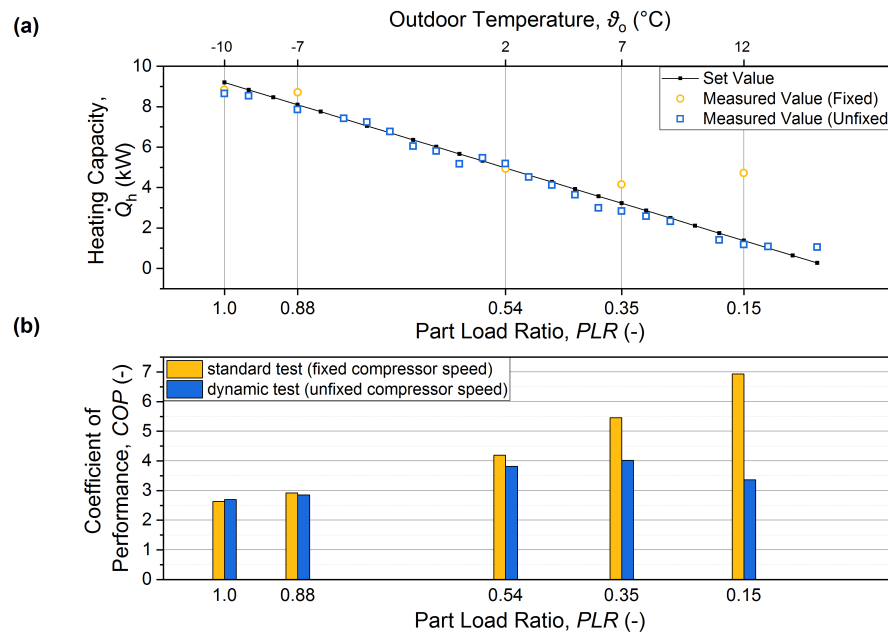 (a)
Outdoor Temperature, ϑo (°C)
-10 -7 2 7 12
Heating Capacity,
Q̇h (kW)
10
8
6
4
2
0
Set Value
Measured Value (Fixed)
Measured Value (Unfixed)
1.0 0.88 0.54 0.35 0.15
Part Load Ratio, PLR (-)
(b)
Coefficient of
Performance, COP (-)
7
6
5
4
3
2
1
0
standard test (fixed compressor speed)
dynamic test (unfixed compressor speed)
1.0 0.88 0.54 0.35 0.15
Part Load Ratio, PLR (-)